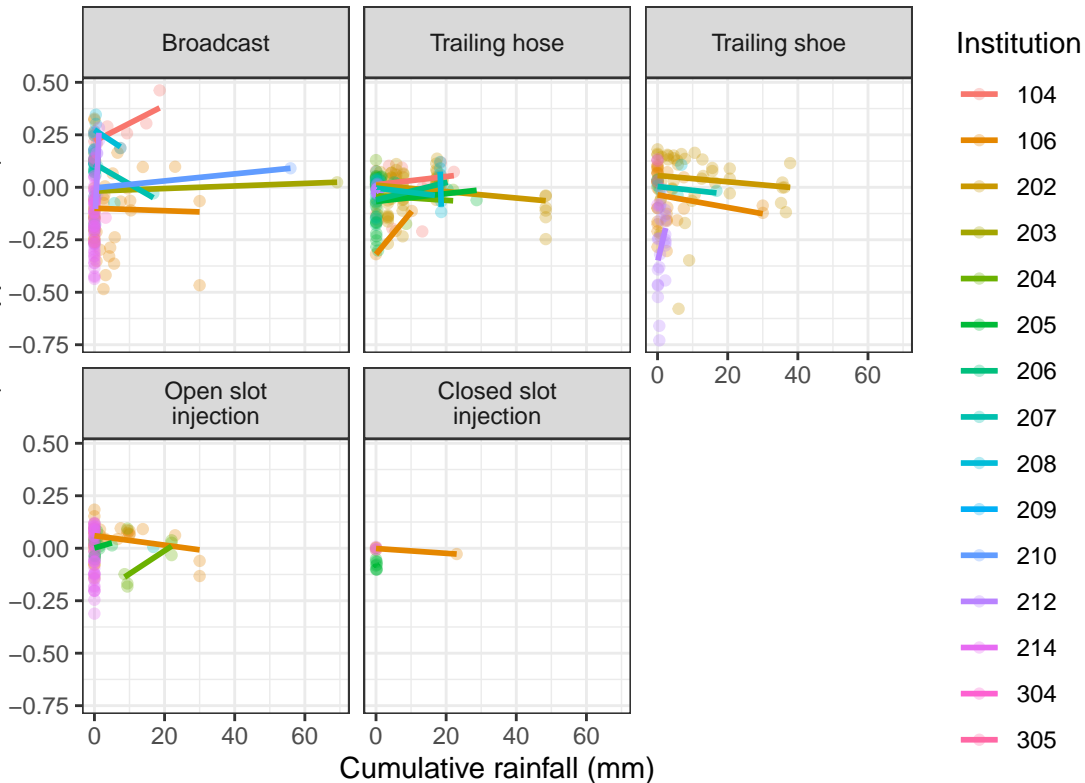 Broadcast
Trailing hose
Trailing shoe
0.50
0.25
0.00
−0.25
−0.50
−0.75
0 20 40 60
Open slot
injection
Closed slot
injection
0.50
0.25
0.00
−0.25
−0.50
−0.75
0 20 40 60
0 20 40 60
Cumulative rainfall (mm)
Institution
104
106
202
203
204
205
206
207
208
209
210
212
214
304
305